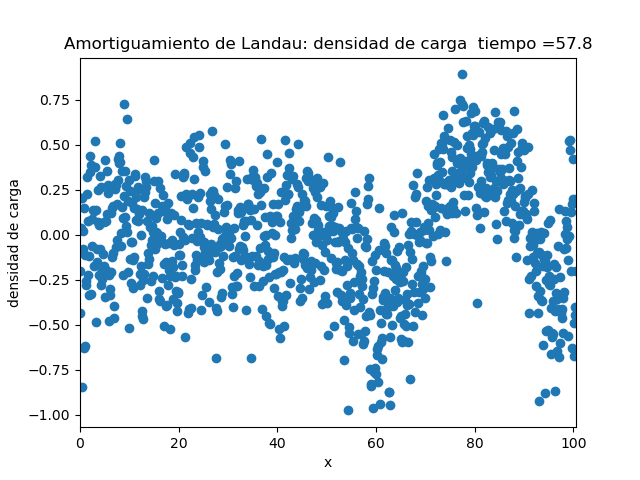 Amortiguamiento de Landau: densidad de carga  tiempo =57.8
densidad de carga
0.75
0.50
0.25
0.00
−0.25
−0.50
−0.75
−1.00
0 20 40 60 80 100
x